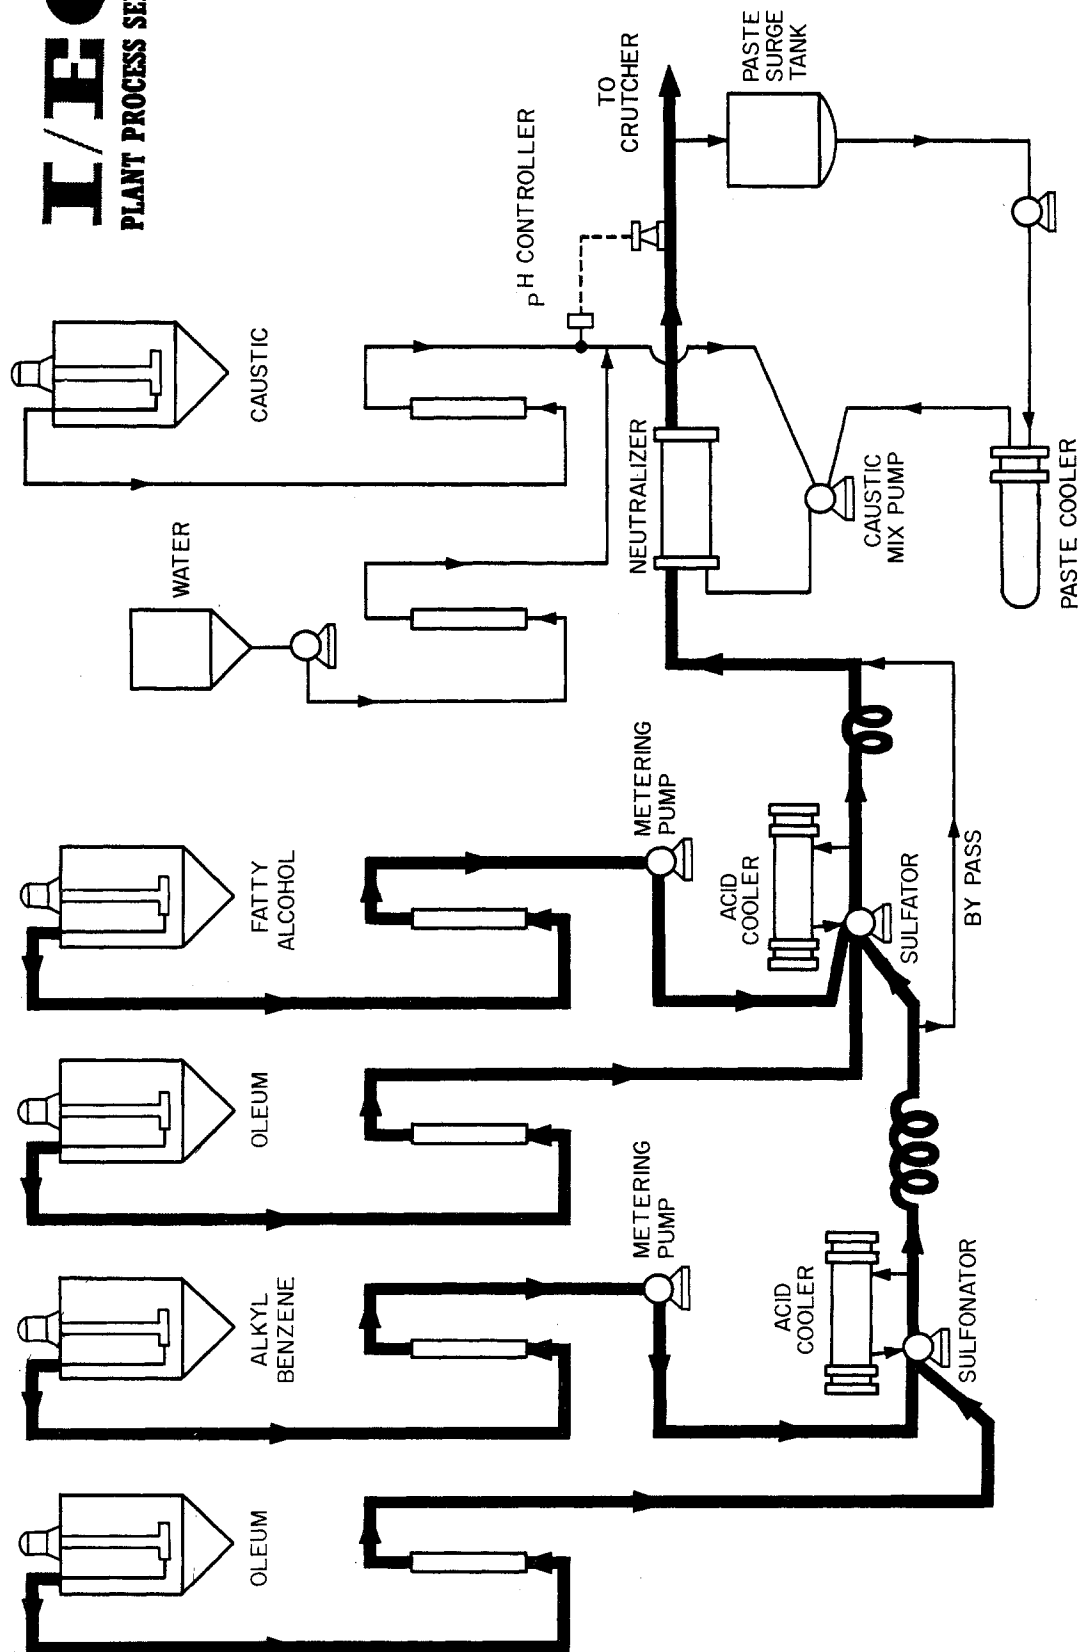 I/EC
PLANT PROCESS SE
OLEUM
ALKYL
BENZENE
OLEUM
FATTY
ALCOHOL
WATER
CAUSTIC
METERING
PUMP
METERING
PUMP
PH CONTROLLER
TO
CRUTCHER
PASTE
SURGE
TANK
NEUTRALIZER
ACID
COOLER
ACID
COOLER
CAUSTIC
MIX PUMP
SULFONATOR
SULFATOR
BY PASS
PASTE COOLER